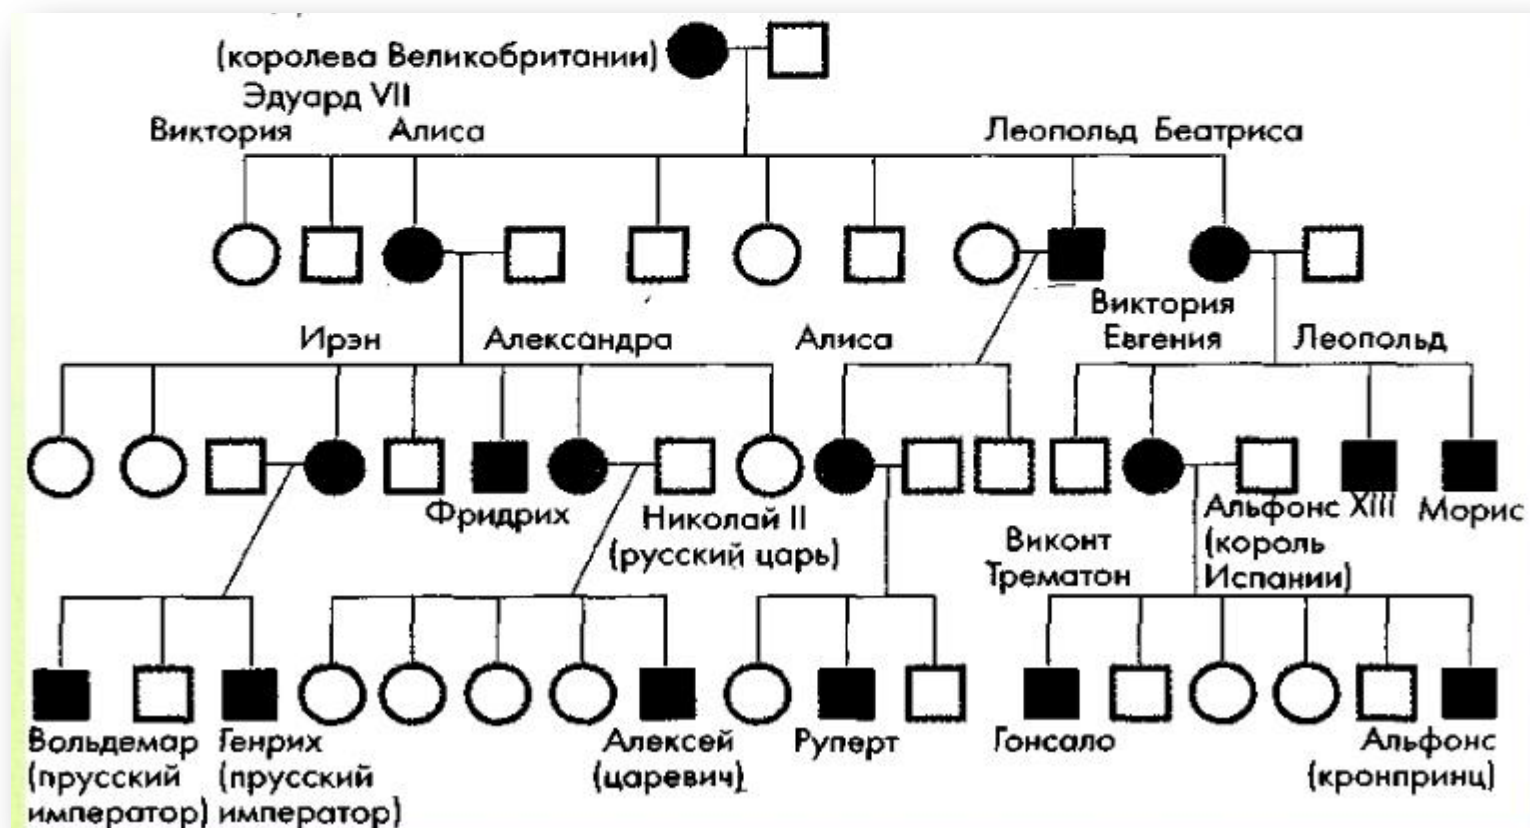 (королева Великобритании)
Эдуард VII
Виктория Алиса Леопольд Беатриса
Виктория
Ирэн Александра Алиса Евгения Леопольд
Фридрих Николай II Альфонс XIII Морис
(русский царь) Виконт (король
Трематон Испании)
Вольдемар Генрих Алексей Руперт Гонсало Альфонс
(прусский (прусский (царевич) (кронпринц)
император) император)